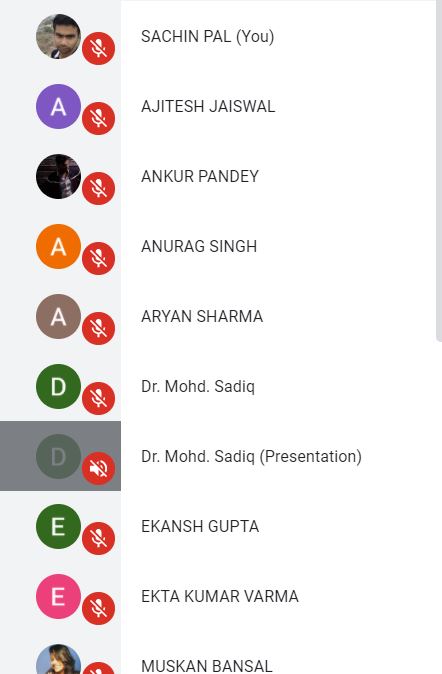 SACHIN PAL (You)
A AJITESH JAISWAL
ANKUR PANDEY
A ANURAG SINGH
A ARYAN SHARMA
D Dr. Mohd. Sadiq
D Dr. Mohd. Sadiq (Presentation)
E EKANSH GUPTA
E EKTA KUMAR VARMA
MUSKAN BANSAL